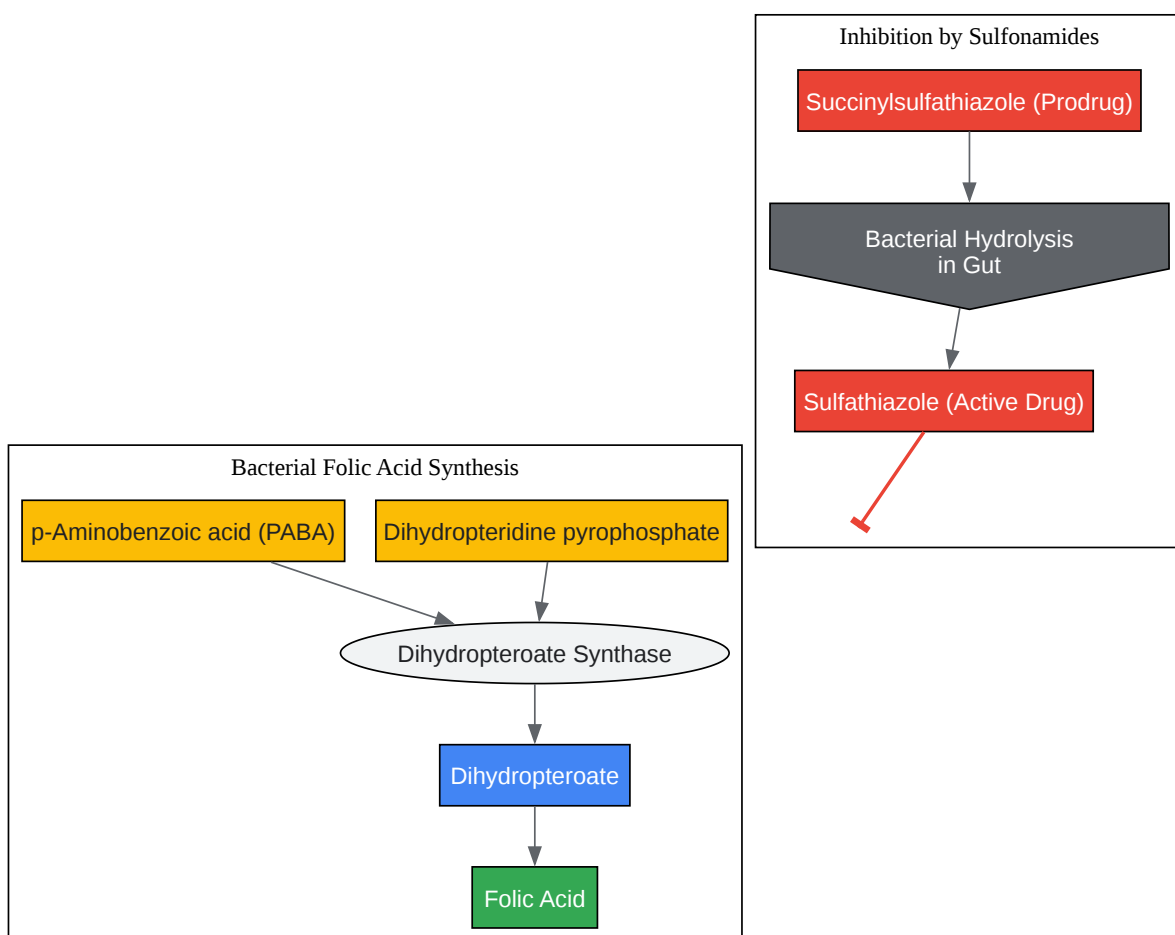 Inhibition by Sulfonamides
Succinylsulfathiazole (Prodrug)
Bacterial Hydrolysis
in Gut
Sulfathiazole (Active Drug)
Bacterial Folic Acid Synthesis
p-Aminobenzoic acid (PABA)
Dihydropteridine pyrophosphate
Dihydropteroate Synthase
Dihydropteroate
Folic Acid